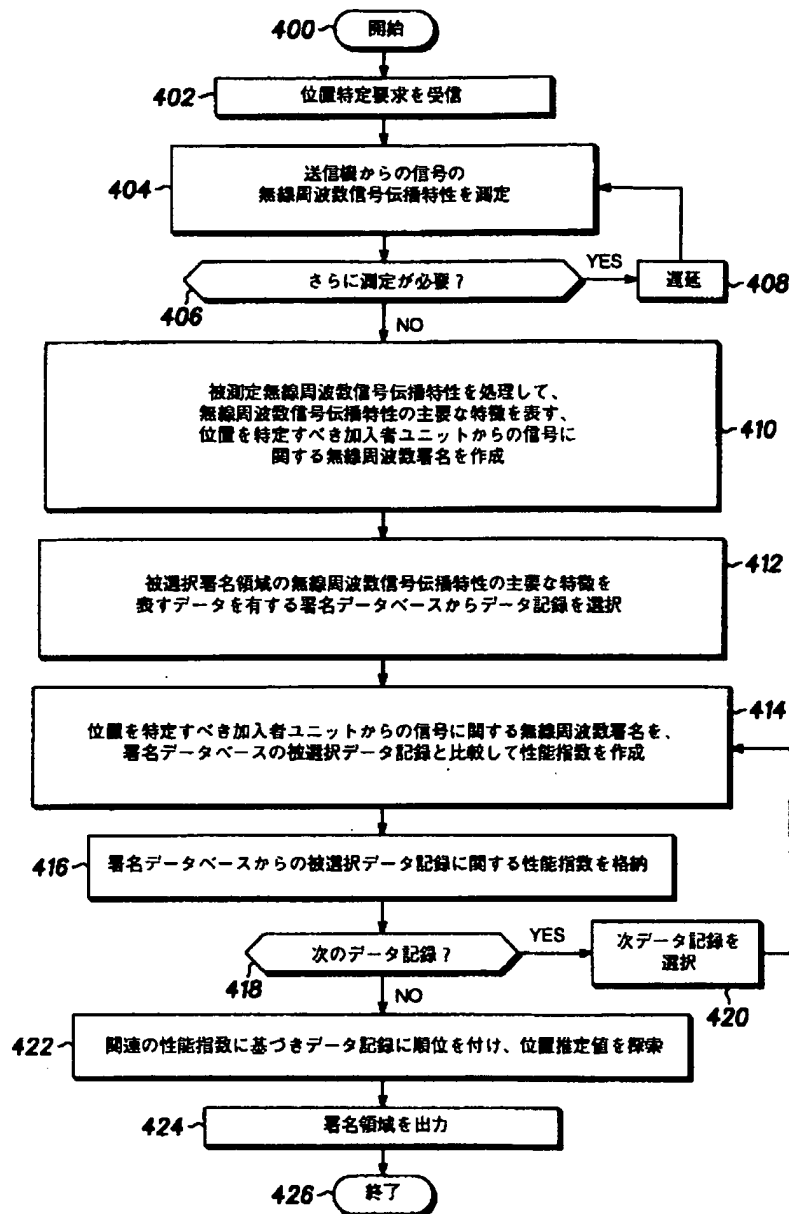 400
開始
402
位置特定要求を受信
404
送信機からの信号の
無線周波数信号伝播特性を測定
さらに測定が必要？
406
YES
遅延
408
NO
被測定無線周波数信号伝播特性を処理して、
無線周波数信号伝播特性の主要な特徴を表す、
位置を特定すべき加入者ユニットからの信号に
関する無線周波数署名を作成
410
被選択署名領域の無線周波数信号伝播特性の主要な特徴を
表すデータを有する署名データベースからデータ記録を選択
412
位置を特定すべき加入者ユニットからの信号に関する無線周波数署名を、
署名データベースの被選択データ記録と比較して性能指数を作成
414
416
署名データベースからの被選択データ記録に関する性能指数を格納
次のデータ記録？
418
YES
次データ記録を
選択
420
NO
422
関連の性能指数に基づきデータ記録に順位を付け、位置推定値を探索
424
署名領域を出力
426
終了